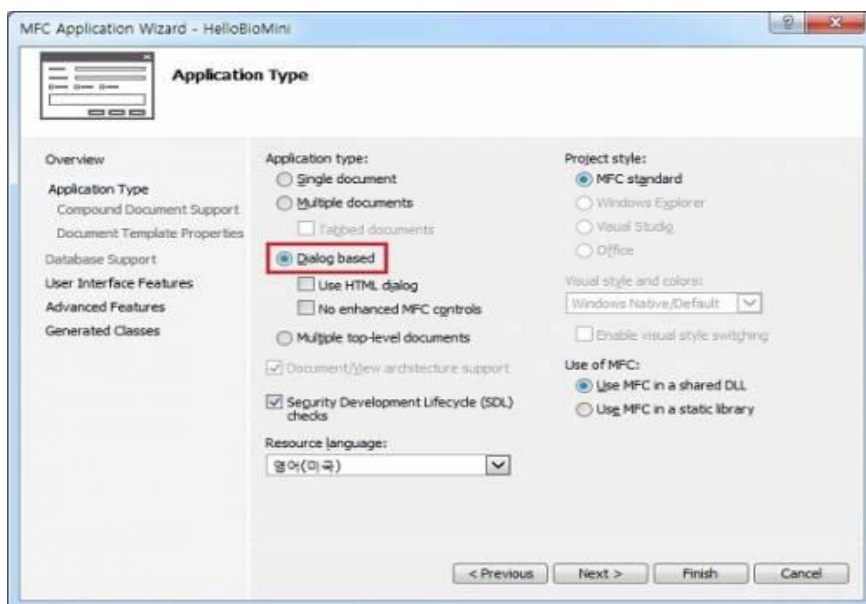 MFC Application Wizard - HelloBioMini
Application Type
Overview
Application Type
Compound Document Support
Document Template Properties
Database Support
User Interface Features
Advanced Features
Generated Classes
Application type:
Single document
Multiple documents
Tabbed documents
Dialog based
Use HTML dialog
No enhanced MFC controls
Multiple top-level documents
Document/View architecture support
Security Development Lifecycle (SDL)
checks
Resource language:
영어(미국)
Project style:
MFC standard
Windows Explorer
Visual Studio
Office
Visual style and colors:
Windows Native/Default
Enable visual style switching
Use of MFC:
Use MFC in a shared DLL
Use MFC in a static library
< Previous
Next >
Finish
Cancel